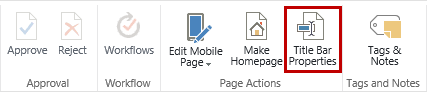 Approve
Reject
Workflows
Edit Mobile
Page
Make
Homepage
Title Bar
Properties
Tags &
Notes
Approval
Workflow
Page Actions
Tags and Notes